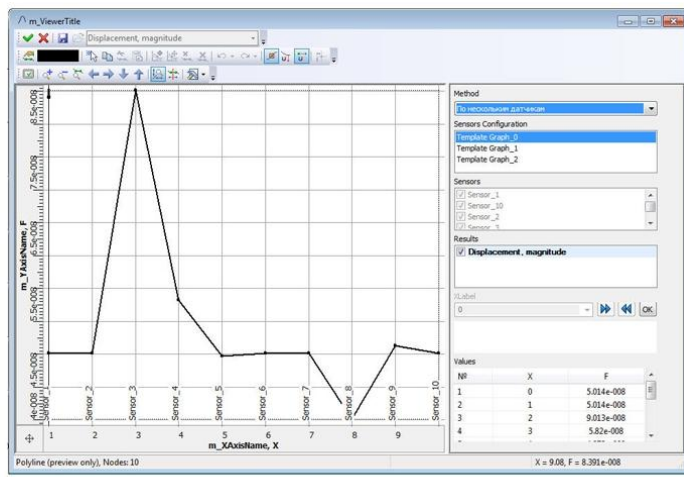 m_ViewerTitle
Displacement, magnitude
Method
По нескольким датчикам
Sensors Configuration
Template Graph_0
Template Graph_1
Template Graph_2
Sensors
Sensor_1
Sensor_10
Sensor_2
Sensor_3
Results
Displacement, magnitude
XLabel
0
OK
Values
№ X F
1 0 5.014e-008
2 1 5.014e-008
3 2 9.013e-008
4 3 5.82e-008
m_YAxisName, F
8.5e-008
7.5e-008
6.5e-008
5.5e-008
4.5e-008
4e-008
Sensor_2
Sensor_3
Sensor_4
Sensor_5
Sensor_6
Sensor_7
Sensor_8
Sensor_9
Sensor_10
1 2 3 4 5 6 7 8 9
m_XAxisName, X
Polyline (preview only), Nodes: 10
X = 9.08, F = 8.391e-008